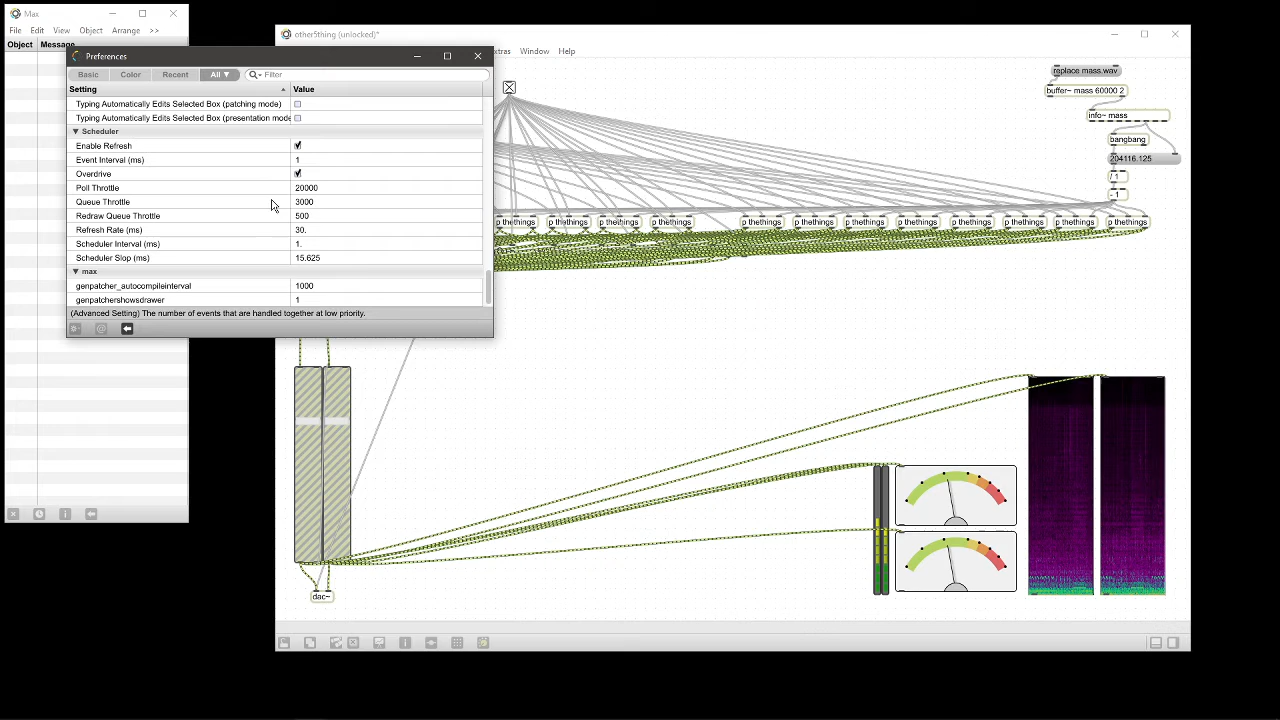 Max
File Edit View Object Arrange >>
Object Message
Preferences
Basic Color Recent All ▼ Filter
Setting Value
Typing Automatically Edits Selected Box (patching mode)
Typing Automatically Edits Selected Box (presentation mode
Scheduler
Enable Refresh
Event Interval (ms) 1
Overdrive
Poll Throttle 20000
Queue Throttle 3000
Redraw Queue Throttle 500
Refresh Rate (ms) 30.
Scheduler Interval (ms) 1.
Scheduler Slop (ms) 15.625
max
genpatcher_autocompileinterval 1000
genpatchershowsdrawer 1
(Advanced Setting) The number of events that are handled together at low priority.
other5thing (unlocked)*
xtras Window Help
replace mass.wav
buffer~ mass 60000 2
info~ mass
bangbang
204116.125
/ 1
- 1
p thethings p thethings p thethings p thethings p thethings p thethings p thethings p thethings p thethings p thethings p thethings p thethings
dac~